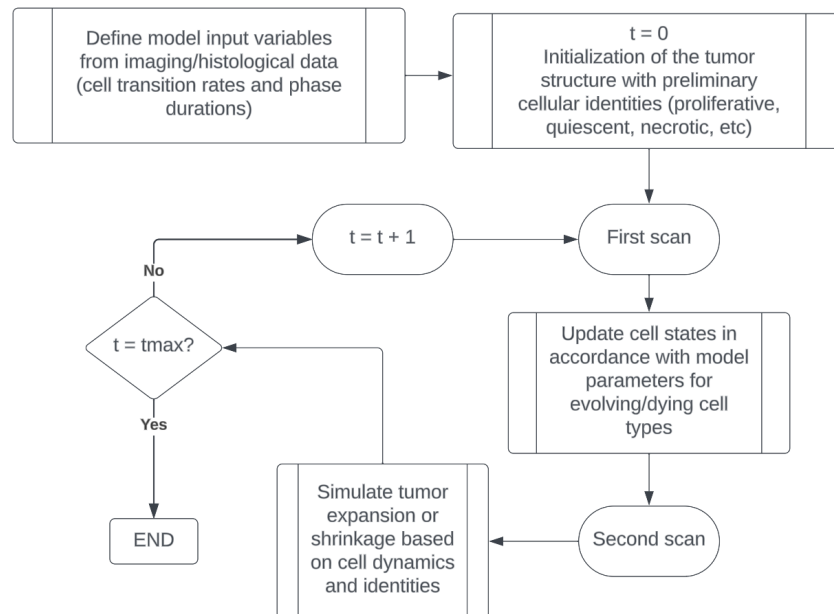 Define model input variables
from imaging/histological data
(cell transition rates and phase
durations)
t = 0
Initialization of the tumor
structure with preliminary
cellular identities (proliferative,
quiescent, necrotic, etc)
t = t + 1
First scan
No
t = tmax?
Update cell states in
accordance with model
parameters for
evolving/dying cell
types
Yes
Simulate tumor
expansion or
shrinkage based
on cell dynamics
and identities
Second scan
END